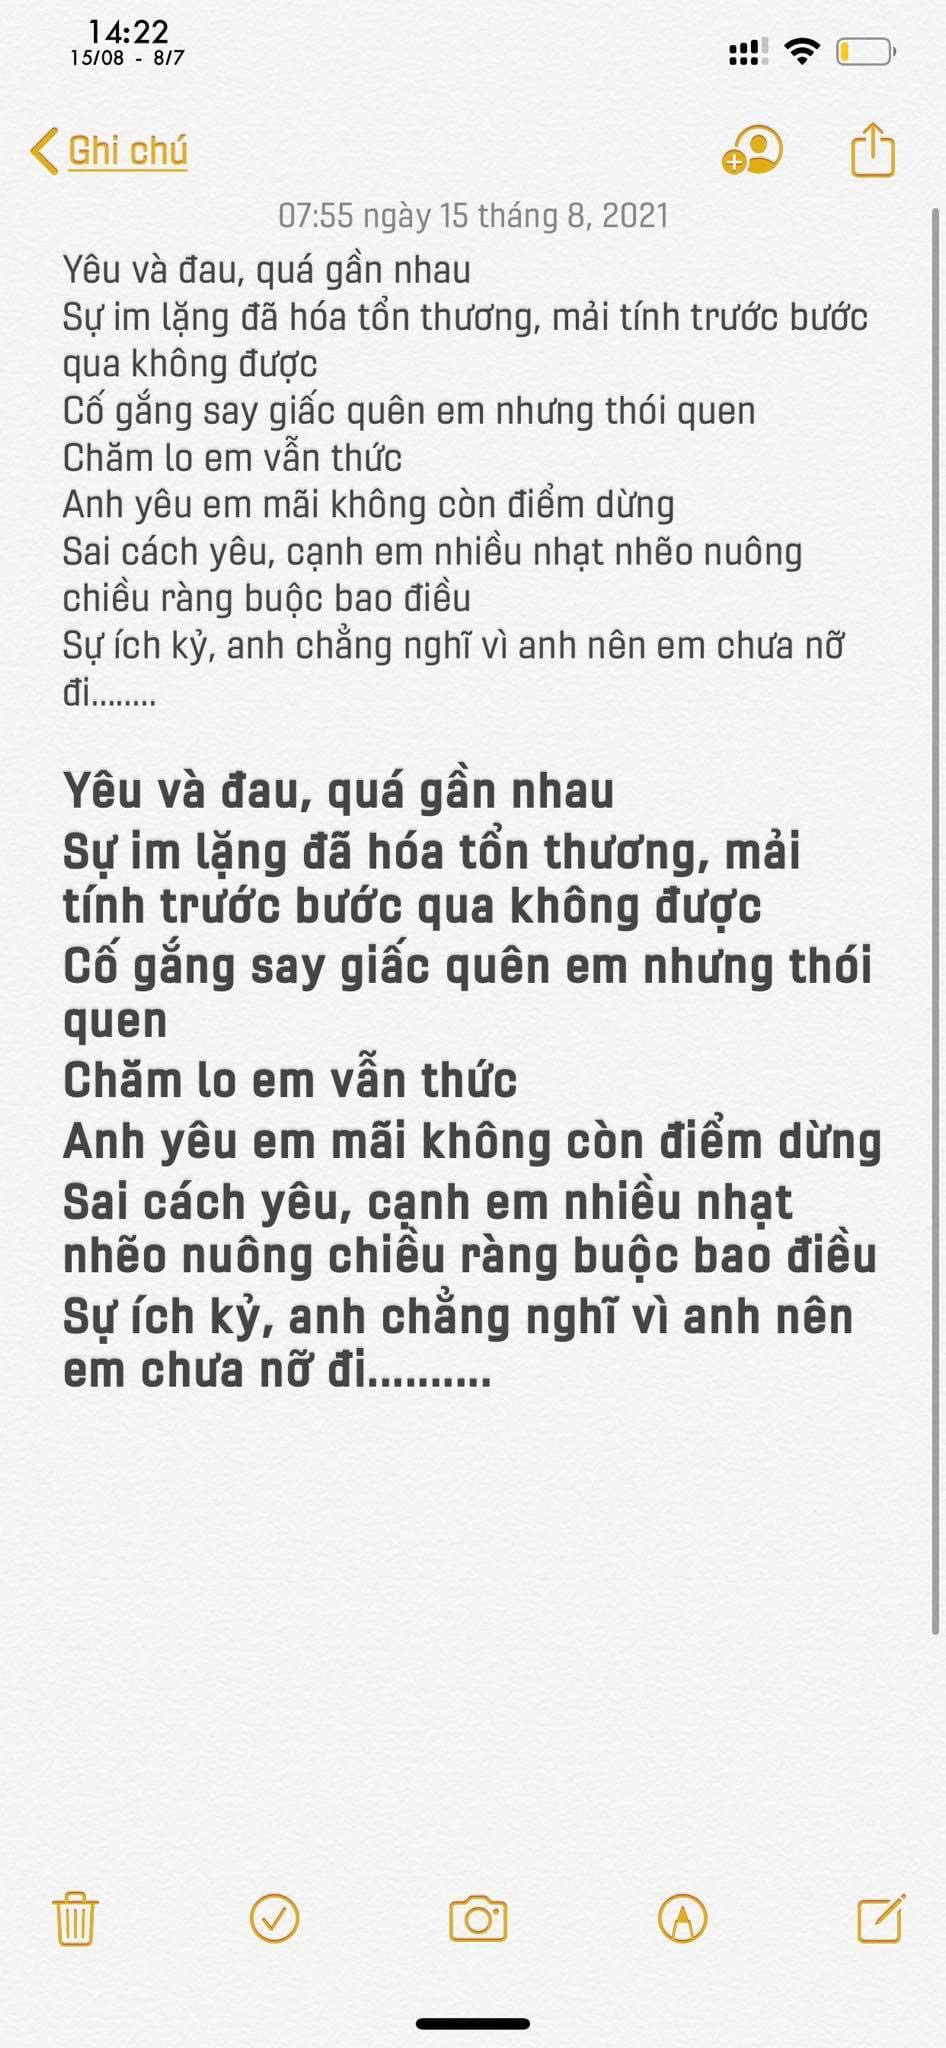 14:22
15/08 - 8/7
Ghi chú
07:55 ngày 15 tháng 8, 2021
Yêu và đau, quá gần nhau
Sự im lặng đã hóa tổn thương, mải tính trước bước
qua không được
Cố gắng say giấc quên em nhưng thói quen
Chăm lo em vẫn thức
Anh yêu em mãi không còn điểm dừng
Sai cách yêu, cạnh em nhiều nhạt nhẽo nuông
chiều ràng buộc bao điều
Sự ích kỷ, anh chẳng nghĩ vì anh nên em chưa nỡ
đi........
Yêu và đau, quá gần nhau
Sự im lặng đã hóa tổn thương, mải
tính trước bước qua không được
Cố gắng say giấc quên em nhưng thói
quen
Chăm lo em vẫn thức
Anh yêu em mãi không còn điểm dừng
Sai cách yêu, cạnh em nhiều nhạt
nhẽo nuông chiều ràng buộc bao điều
Sự ích kỷ, anh chẳng nghĩ vì anh nên
em chưa nỡ đi..........